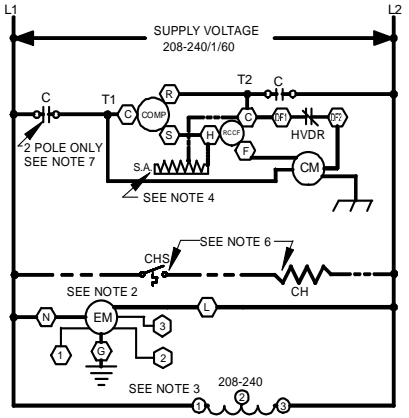 L1 L2
SUPPLY VOLTAGE
208-240/1/60
C T1 R T2 C
C COMP C DF1 DF2
HVDR
S H RCCF
2 POLE ONLY
SEE NOTE 7
F
S.A. CM
SEE NOTE 4
SEE NOTE 6
CHS
CH
SEE NOTE 2
L
N EM 3
1 G 2
SEE NOTE 3 208-240
1 2 3